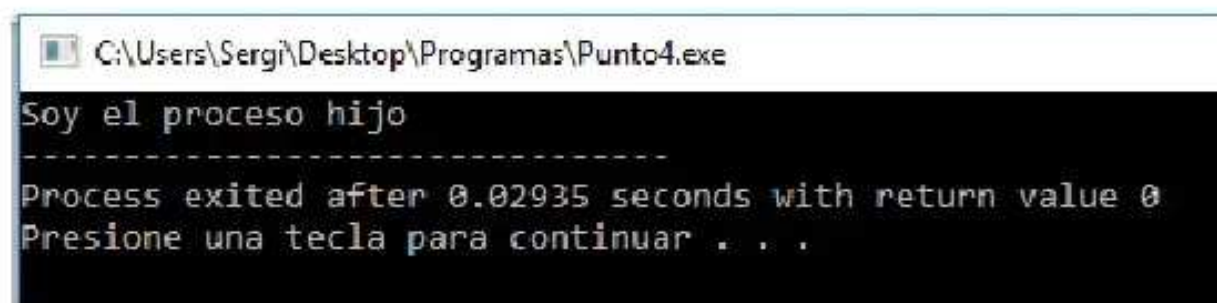 C:\Users\Sergi\Desktop\Programas\Punto4.exe
Soy el proceso hijo
--------------------------------
Process exited after 0.02935 seconds with return value 0
Presione una tecla para continuar . . .